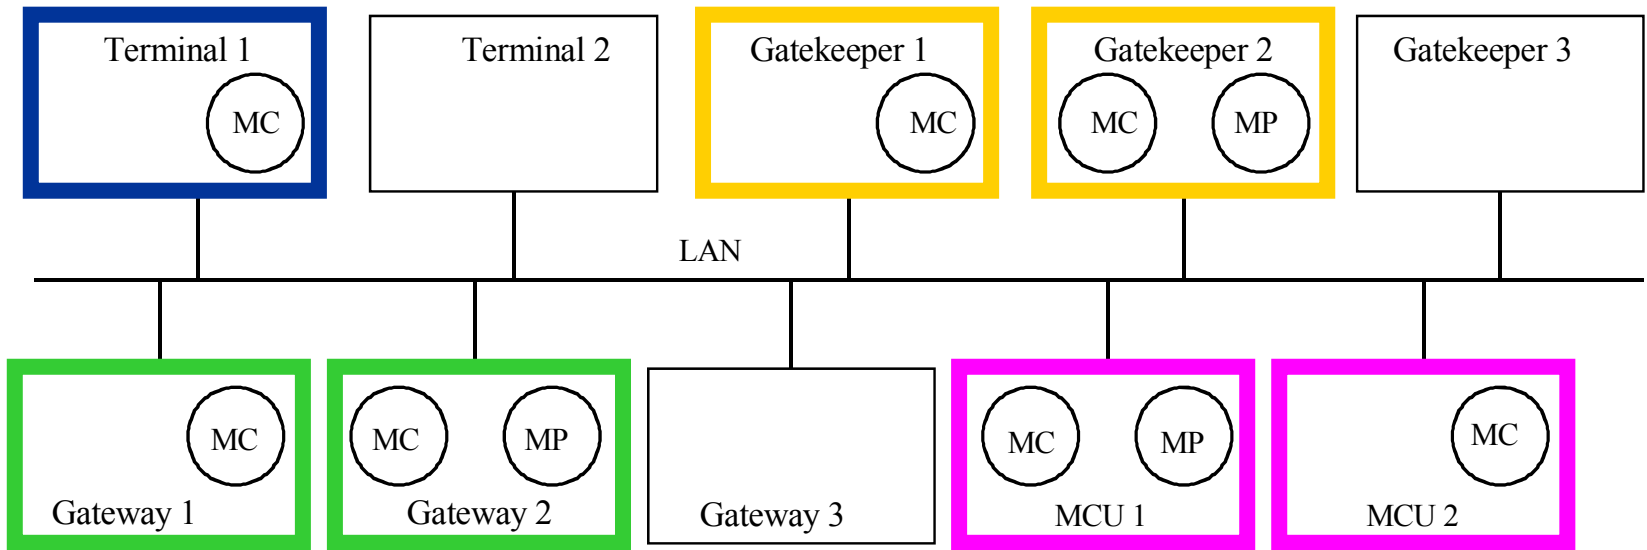 Terminal 1
MC
Terminal 2
Gatekeeper 1
MC
Gatekeeper 2
MC MP
Gatekeeper 3
LAN
MC
Gateway 1
MC MP
Gateway 2
Gateway 3
MC MP
MCU 1
MC
MCU 2